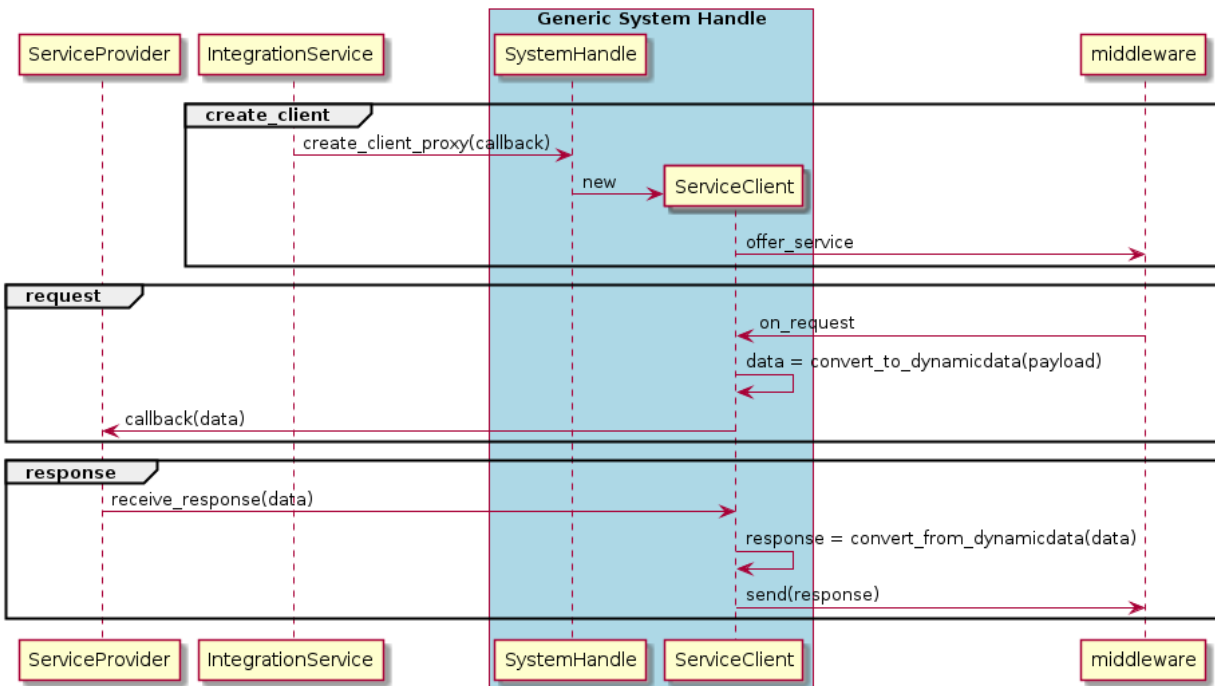 Generic System Handle
ServiceProvider
IntegrationService
SystemHandle
middleware
create_client
create_client_proxy(callback)
new
ServiceClient
offer_service
request
on_request
data = convert_to_dynamicdata(payload)
callback(data)
response
receive_response(data)
response = convert_from_dynamicdata(data)
send(response)
ServiceProvider
IntegrationService
SystemHandle
ServiceClient
middleware